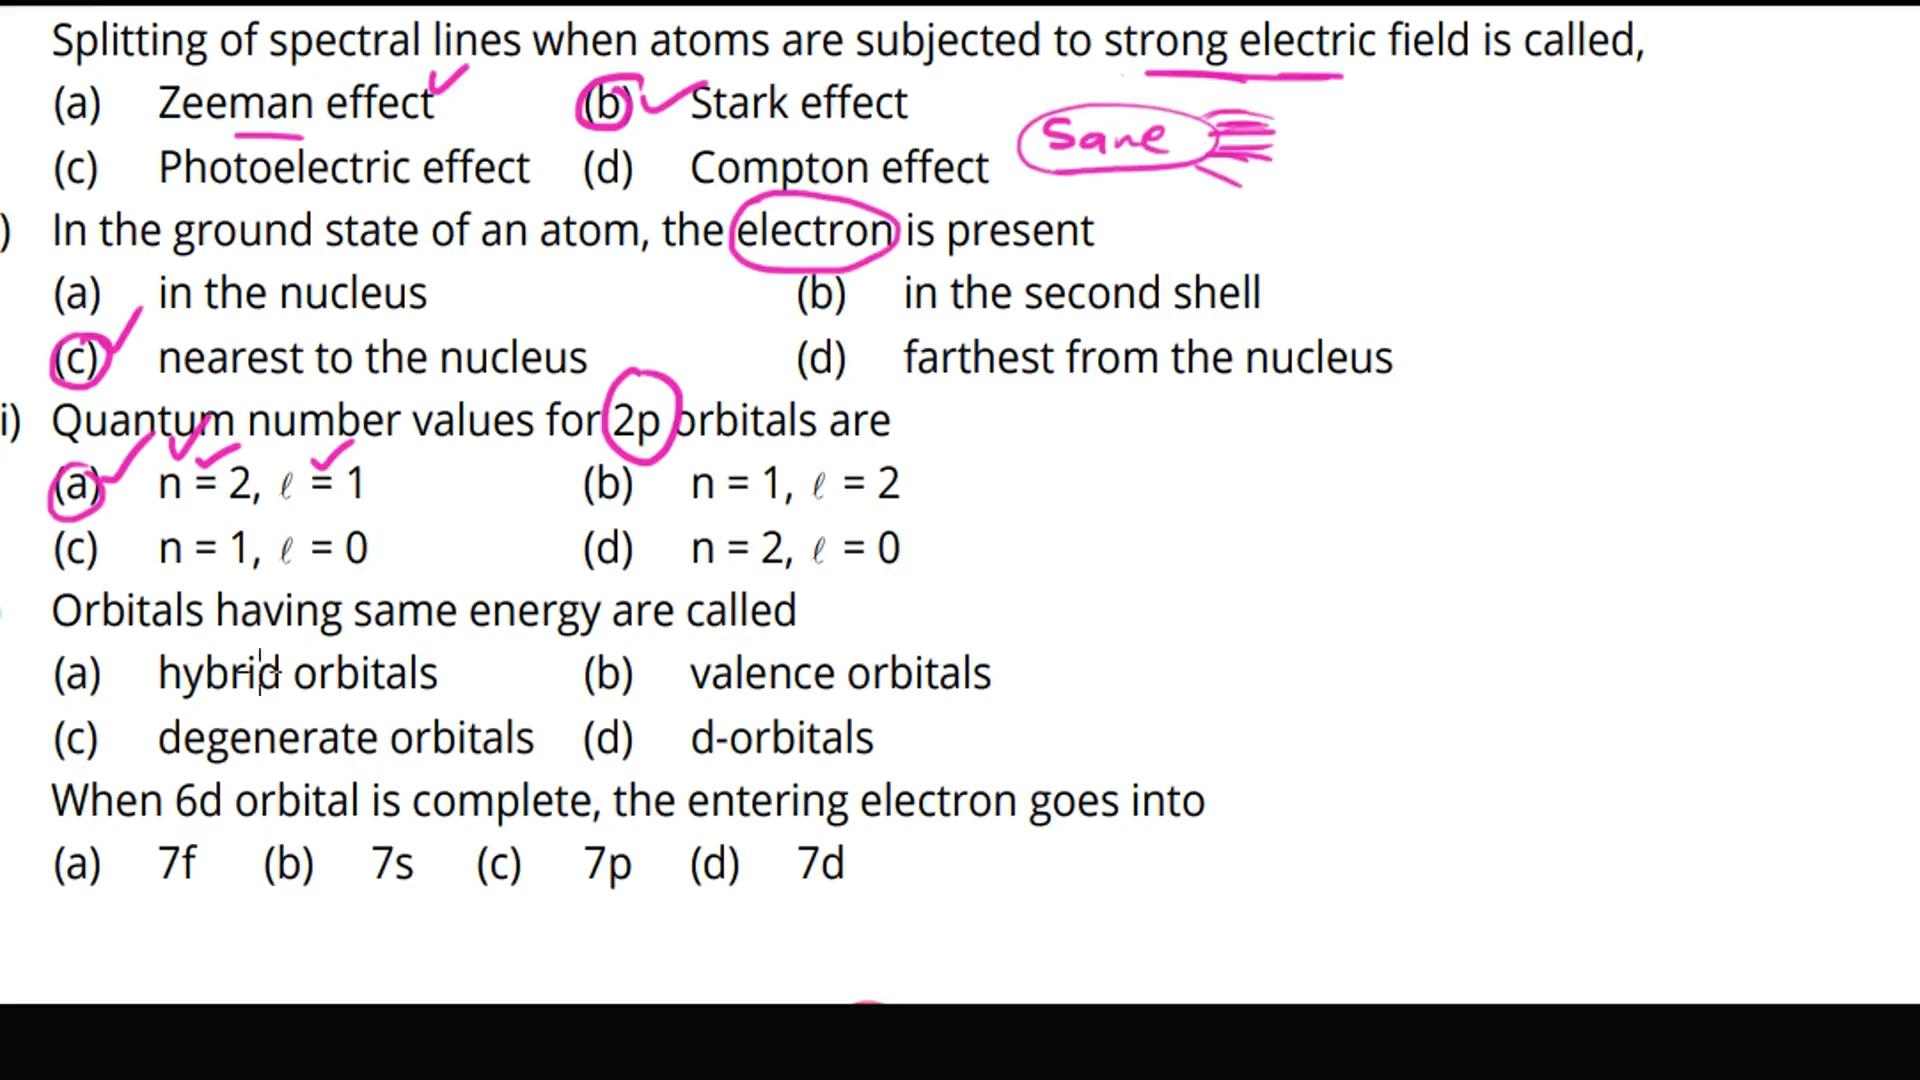 Splitting of spectral lines when atoms are subjected to strong electric field is called,
(a) Zeeman effect (b) Stark effect
Same
(c) Photoelectric effect (d) Compton effect
) In the ground state of an atom, the electron is present
(a) in the nucleus (b) in the second shell
(c) nearest to the nucleus (d) farthest from the nucleus
i) Quantum number values for 2p orbitals are
(a) n = 2, ℓ = 1 (b) n = 1, ℓ = 2
(c) n = 1, ℓ = 0 (d) n = 2, ℓ = 0
Orbitals having same energy are called
(a) hybrid orbitals (b) valence orbitals
(c) degenerate orbitals (d) d-orbitals
When 6d orbital is complete, the entering electron goes into
(a) 7f (b) 7s (c) 7p (d) 7d